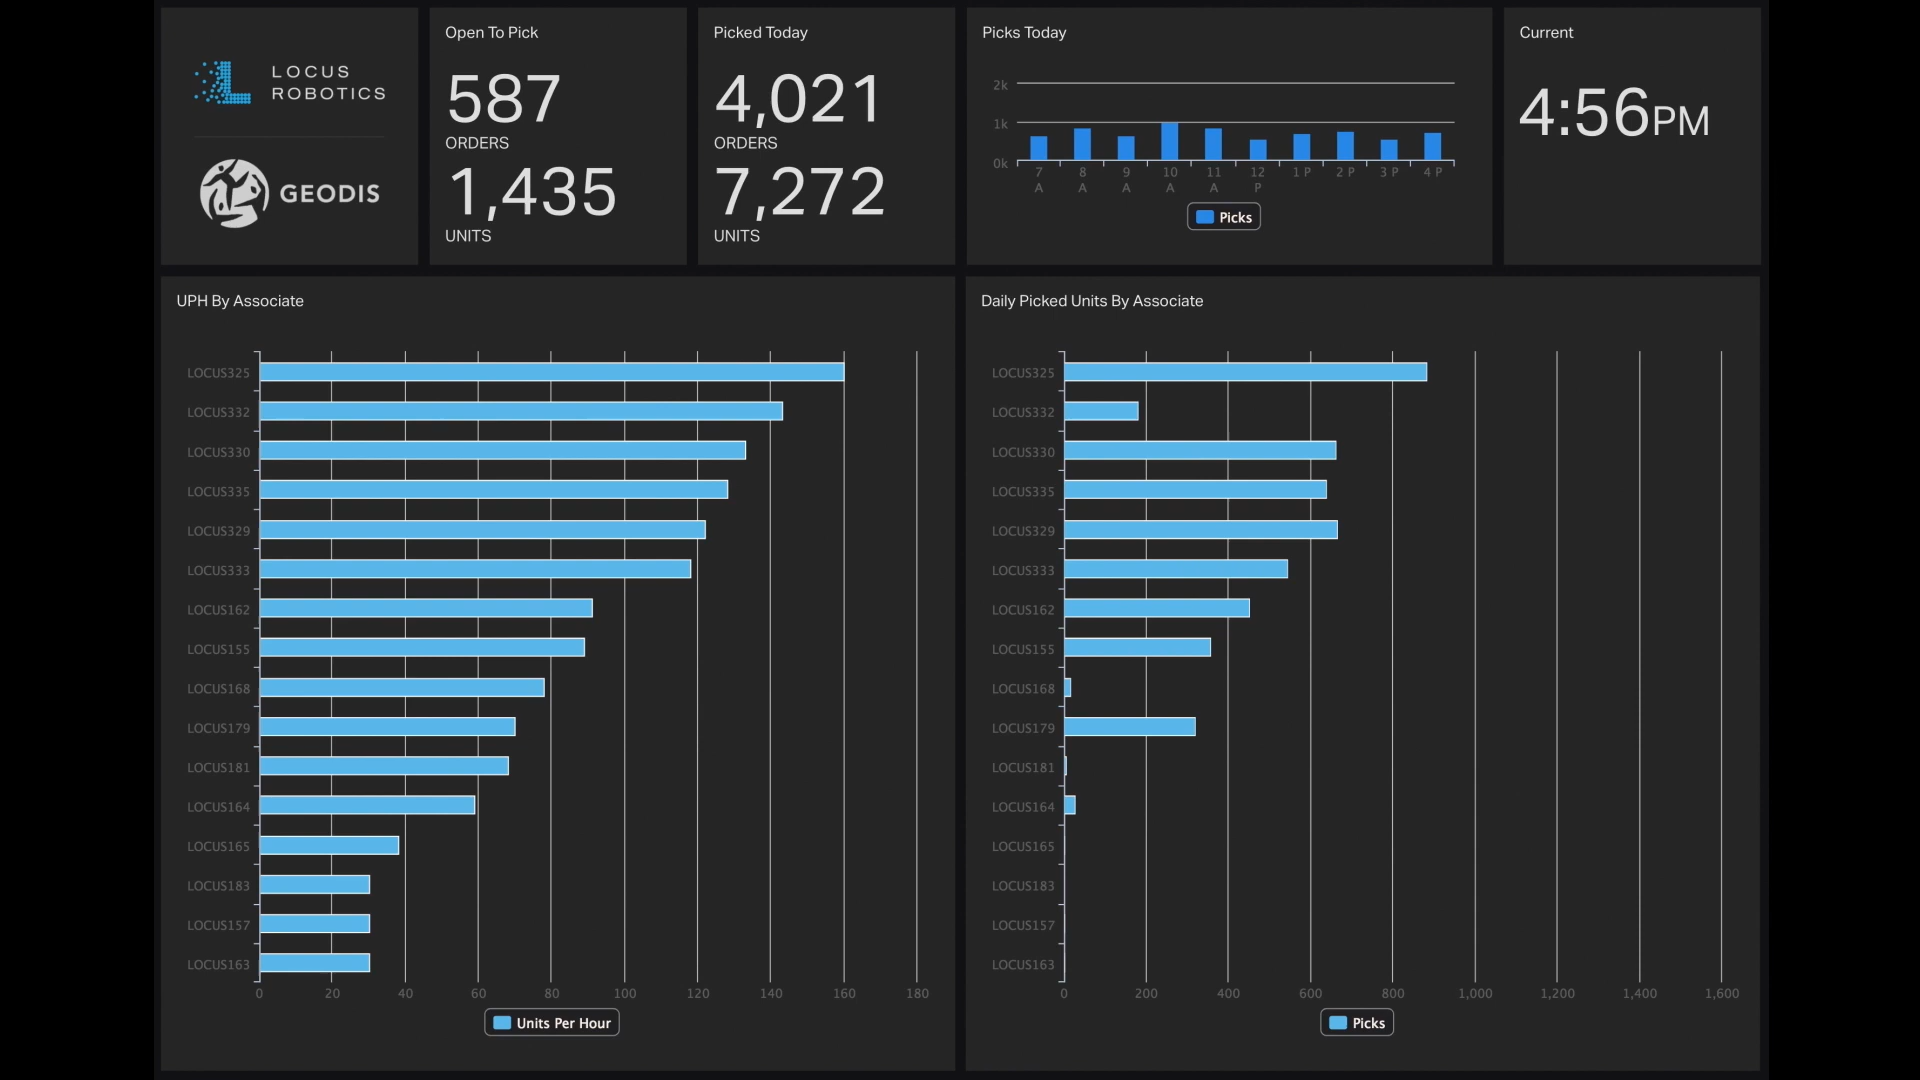 LOCUS
ROBOTICS
GEODIS
Open To Pick
587
ORDERS
1,435
UNITS
Picked Today
4,021
ORDERS
7,272
UNITS
Picks Today
2k
1k
0k
7 A 8 A 9 A 10 A 11 A 12 P 1 P 2 P 3 P 4 P
Picks
Current
4:56PM
UPH By Associate
LOCUS325
LOCUS332
LOCUS330
LOCUS335
LOCUS329
LOCUS333
LOCUS162
LOCUS155
LOCUS168
LOCUS179
LOCUS181
LOCUS164
LOCUS165
LOCUS183
LOCUS157
LOCUS163
0 20 40 60 80 100 120 140 160 180
Units Per Hour
Daily Picked Units By Associate
LOCUS325
LOCUS332
LOCUS330
LOCUS335
LOCUS329
LOCUS333
LOCUS162
LOCUS155
LOCUS168
LOCUS179
LOCUS181
LOCUS164
LOCUS165
LOCUS183
LOCUS157
LOCUS163
0 200 400 600 800 1,000 1,200 1,400 1,600
Picks